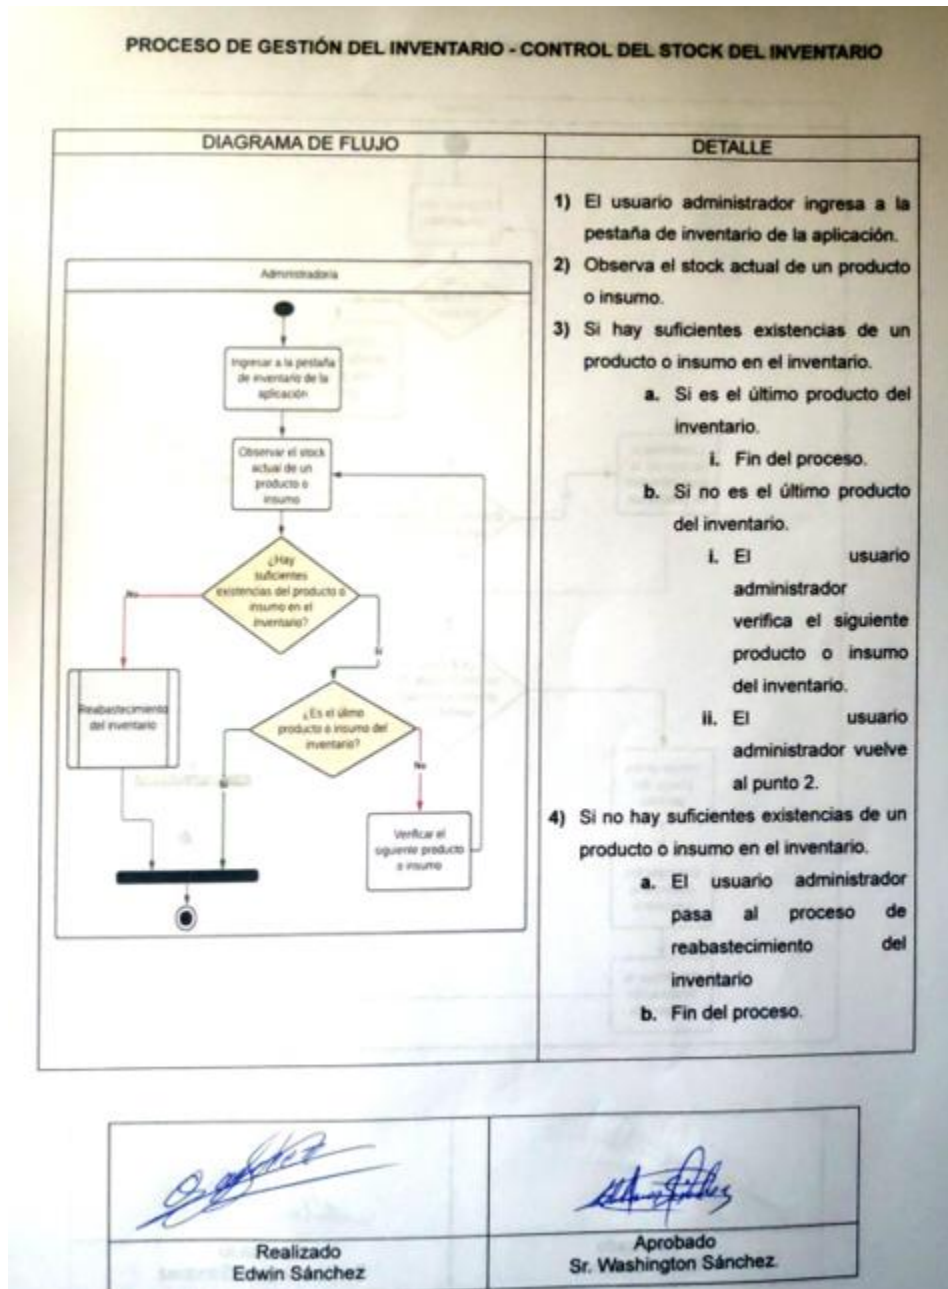 PROCESO DE GESTIÓN DEL INVENTARIO - CONTROL DEL STOCK DEL INVENTARIO
DIAGRAMA DE FLUJO
Administradora
Ingresar a la pestaña
de inventario de la
aplicación
Observar el stock
actual de un
producto o
insumo
¿Hay
suficientes
existencias del producto o
insumo en el
inventario?
No
Si
Reabastecimiento
del inventario
¿Es el úlimo
producto o insumo del
inventario?
Si
No
Verificar el
siguiente producto
o insumo
DETALLE
1) El usuario administrador ingresa a la
pestaña de inventario de la aplicación.
2) Observa el stock actual de un producto
o insumo.
3) Si hay suficientes existencias de un
producto o insumo en el inventario.
a. Si es el último producto del
inventario.
i. Fin del proceso.
b. Si no es el último producto
del inventario.
i. El usuario
administrador
verifica el siguiente
producto o insumo
del inventario.
ii. El usuario
administrador vuelve
al punto 2.
4) Si no hay suficientes existencias de un
producto o insumo en el inventario.
a. El usuario administrador
pasa al proceso de
reabastecimiento del
inventario
b. Fin del proceso.
Realizado
Edwin Sánchez
Aprobado
Sr. Washington Sánchez.